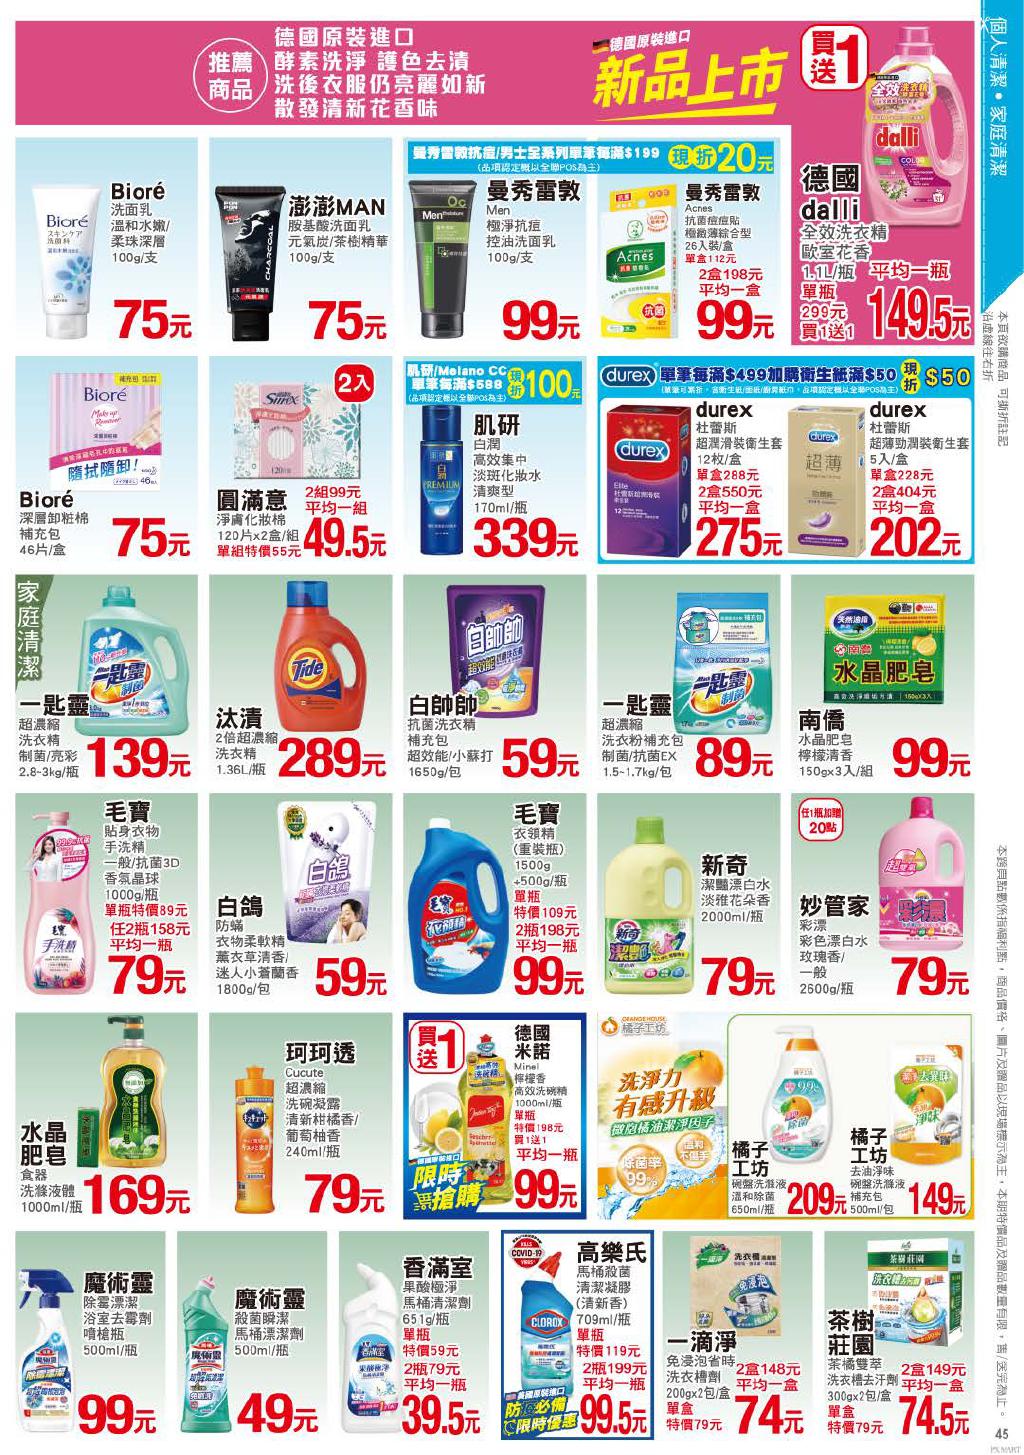 個人清潔•家庭清潔
推薦
商品
德國原裝進口
酵素洗淨 護色去漬
洗後衣服仍亮麗如新
散發清新花香味
德國原裝進口
新品上市
買1
送
德國
dalli
全效洗衣精
歐室花香
1.1L/瓶
平均一瓶
單瓶
299元
買1送1
149.5元
本頁欲購商品,可撕折註記
沿虛線往右折
Bioré
洗面乳
溫和水嫩/
柔珠深層
100g/支
75元
澎澎MAN
胺基酸洗面乳
元氣炭/茶樹精華
100g/支
75元
曼秀雷敦抗痘/男士全系列單筆每滿$199
(品項認定概以全聯POS為主)
現折20元
曼秀雷敦
Men
極淨抗痘
控油洗面乳
100g/支
99元
曼秀雷敦
Acnes
抗菌痘痘貼
極緻薄綜合型
26入裝/盒
單盒112元
2盒198元
平均一盒
99元
Bioré
深層卸粧棉
補充包
46片/盒
75元
2入
圓滿意
淨膚化妝棉
120片x2盒/組
單組特價55元
2組99元
平均一組
49.5元
肌研/Melano CC
單筆每滿$588
(品項認定概以全聯POS為主)
現折100元
肌研
白潤
高效集中
淡斑化妝水
清爽型
170ml/瓶
339元
durex 單筆每滿$499加購衛生紙滿$50
現折$50
durex
杜蕾斯
超潤滑裝衛生套
12枚/盒
單盒288元
2盒550元
平均一盒
275元
durex
杜蕾斯
超薄勁潤裝衛生套
5入/盒
單盒228元
2盒404元
平均一盒
202元
家庭清潔
一匙靈
超濃縮
洗衣精
制菌/亮彩
2.8~3kg/瓶
139元
汰漬
2倍超濃縮
洗衣精
1.36L/瓶
289元
白帥帥
抗菌洗衣精
補充包
超效能/小蘇打
1650g/包
59元
一匙靈
超濃縮
洗衣粉補充包
制菌/抗菌EX
1.5~1.7kg/包
89元
南僑
水晶肥皂
檸檬清香
150gx3入/組
99元
毛寶
貼身衣物
手洗精
一般/抗菌3D
香氛晶球
1000g/瓶
單瓶特價89元
任2瓶158元
平均一瓶
79元
白鴿
防蟎
衣物柔軟精
薰衣草清香/
迷人小蒼蘭香
1800g/包
59元
毛寶
衣領精
(重裝瓶)
1500g
+500g/瓶
單瓶
特價109元
2瓶198元
平均一瓶
99元
新奇
潔豔漂白水
淡雅花朵香
2000ml/瓶
79元
任1瓶加贈
20點
妙管家
彩漂
彩色漂白水
玫瑰香/
一般
2600g/瓶
79元
水晶
肥皂
食器
洗滌液體
1000ml/瓶
169元
珂珂透
Cucute
超濃縮
洗碗凝露
清新柑橘香/
葡萄柚香
240ml/瓶
79元
買1
送
德國
米諾
Minel
檸檬香
高效洗碗精
1000ml/瓶
單瓶
特價198元
買1送1
平均一瓶
99元
德國原裝進口
限時
搶購
ORANGE HOUSE
橘子工坊
洗淨力
有感升級
微胞橘油潔淨因子
除菌率
99%
溫和
不傷手
橘子
工坊
碗盤洗滌液
溫和除菌
650ml/瓶
209元
橘子
工坊
去油淨味
碗盤洗滌液
補充包
500ml/包
149元
魔術靈
除霉漂潔
浴室去霉劑
噴槍瓶
500ml/瓶
99元
魔術靈
殺菌瞬潔
馬桶漂潔劑
500ml/瓶
49元
香滿室
果酸極淨
馬桶清潔劑
651g/瓶
單瓶
特價59元
2瓶79元
平均一瓶
39.5元
高樂氏
馬桶殺菌
清潔凝膠
(清新香)
709ml/瓶
單瓶
特價119元
2瓶199元
平均一瓶
99.5元
美國原裝進口
防疫必備
限時優惠
一滴淨
免浸泡省時
洗衣槽劑
200gx2包/盒
單盒
特價79元
2盒148元
平均一盒
74元
茶樹
莊園
茶橘雙萃
洗衣槽去汙劑
300gx2包/盒
單盒
特價79元
2盒149元
平均一盒
74.5元
本跨頁點數係指福利點,商品價格、圖片及贈品以現場標示為主,本期特價品及贈品數量有限,售/送完為止。
45
PX MART